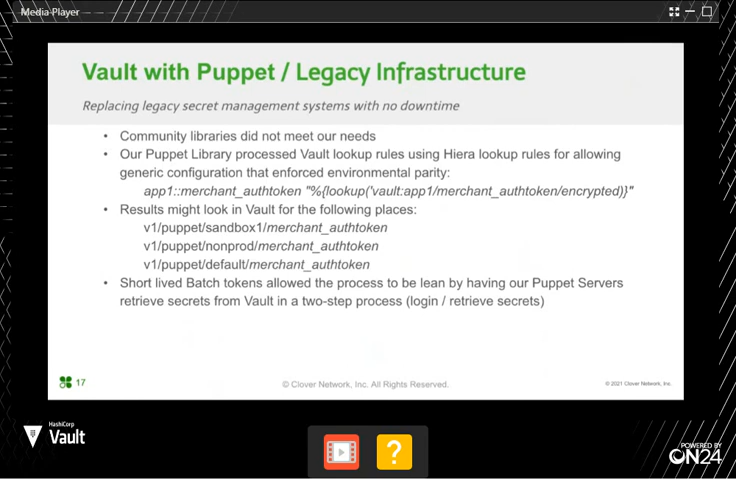 Media Player
Vault with Puppet / Legacy Infrastructure
Replacing legacy secret management systems with no downtime
• Community libraries did not meet our needs
• Our Puppet Library processed Vault lookup rules using Hiera lookup rules for allowing
generic configuration that enforced environmental parity:
app1::merchant_authtoken "%{lookup('vault:app1/merchant_authtoken/encrypted)}"
• Results might look in Vault for the following places:
v1/puppet/sandbox1/merchant_authtoken
v1/puppet/nonprod/merchant_authtoken
v1/puppet/default/merchant_authtoken
• Short lived Batch tokens allowed the process to be lean by having our Puppet Servers
retrieve secrets from Vault in a two-step process (login / retrieve secrets)
17
© Clover Network, Inc. All Rights Reserved.
© 2021 Clover Network, Inc.
HashiCorp
Vault
?
POWERED BY
ON24